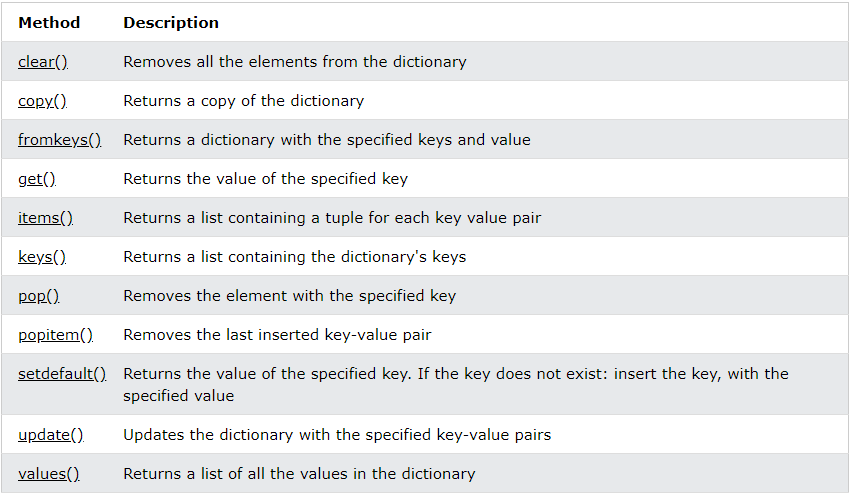 Method Description
clear() Removes all the elements from the dictionary
copy() Returns a copy of the dictionary
fromkeys() Returns a dictionary with the specified keys and value
get() Returns the value of the specified key
items() Returns a list containing a tuple for each key value pair
keys() Returns a list containing the dictionary's keys
pop() Removes the element with the specified key
popitem() Removes the last inserted key-value pair
setdefault() Returns the value of the specified key. If the key does not exist: insert the key, with the
specified value
update() Updates the dictionary with the specified key-value pairs
values() Returns a list of all the values in the dictionary